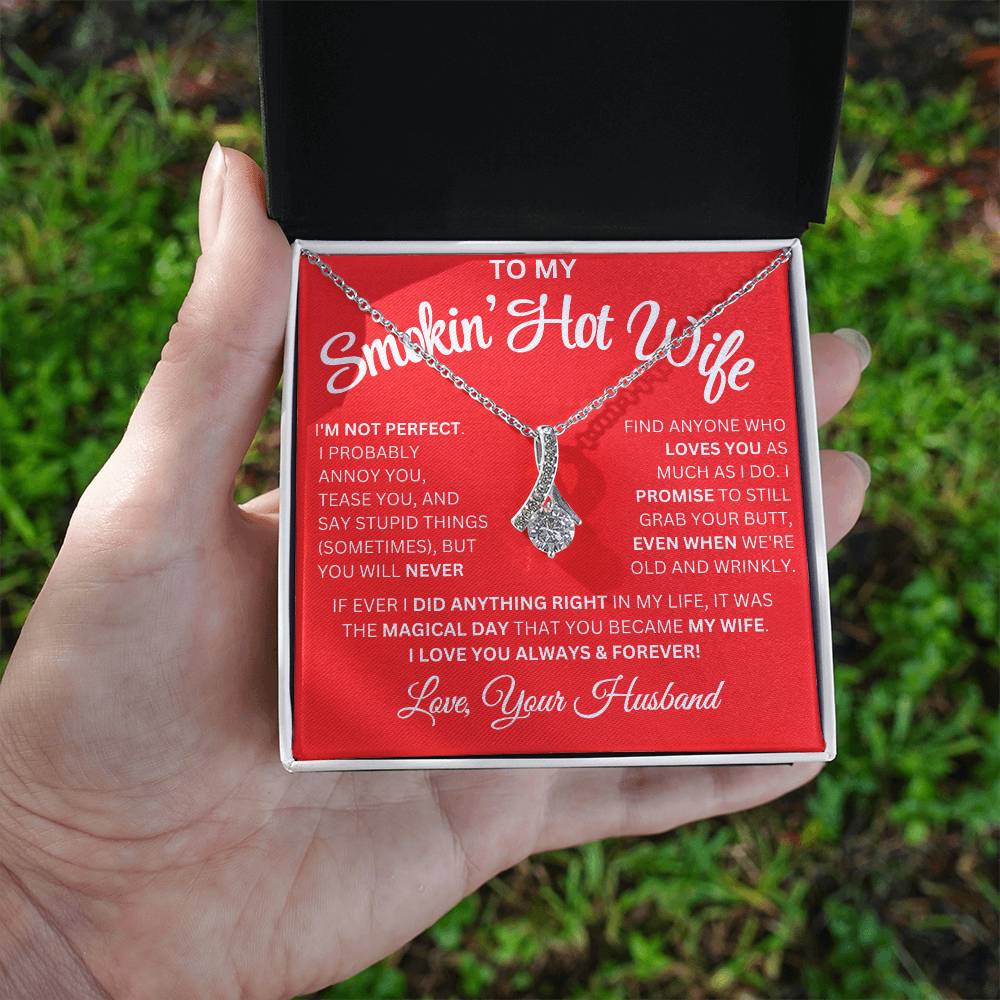 TO MY
Smokin' Hot Wife
I'M NOT PERFECT.
I PROBABLY
ANNOY YOU,
TEASE YOU, AND
SAY STUPID THINGS
(SOMETIMES), BUT
YOU WILL NEVER
FIND ANYONE WHO
LOVES YOU AS
MUCH AS I DO. I
PROMISE TO STILL
GRAB YOUR BUTT,
EVEN WHEN WE'RE
OLD AND WRINKLY.
IF EVER I DID ANYTHING RIGHT IN MY LIFE, IT WAS
THE MAGICAL DAY THAT YOU BECAME MY WIFE.
I LOVE YOU ALWAYS & FOREVER!
Love, Your Husband